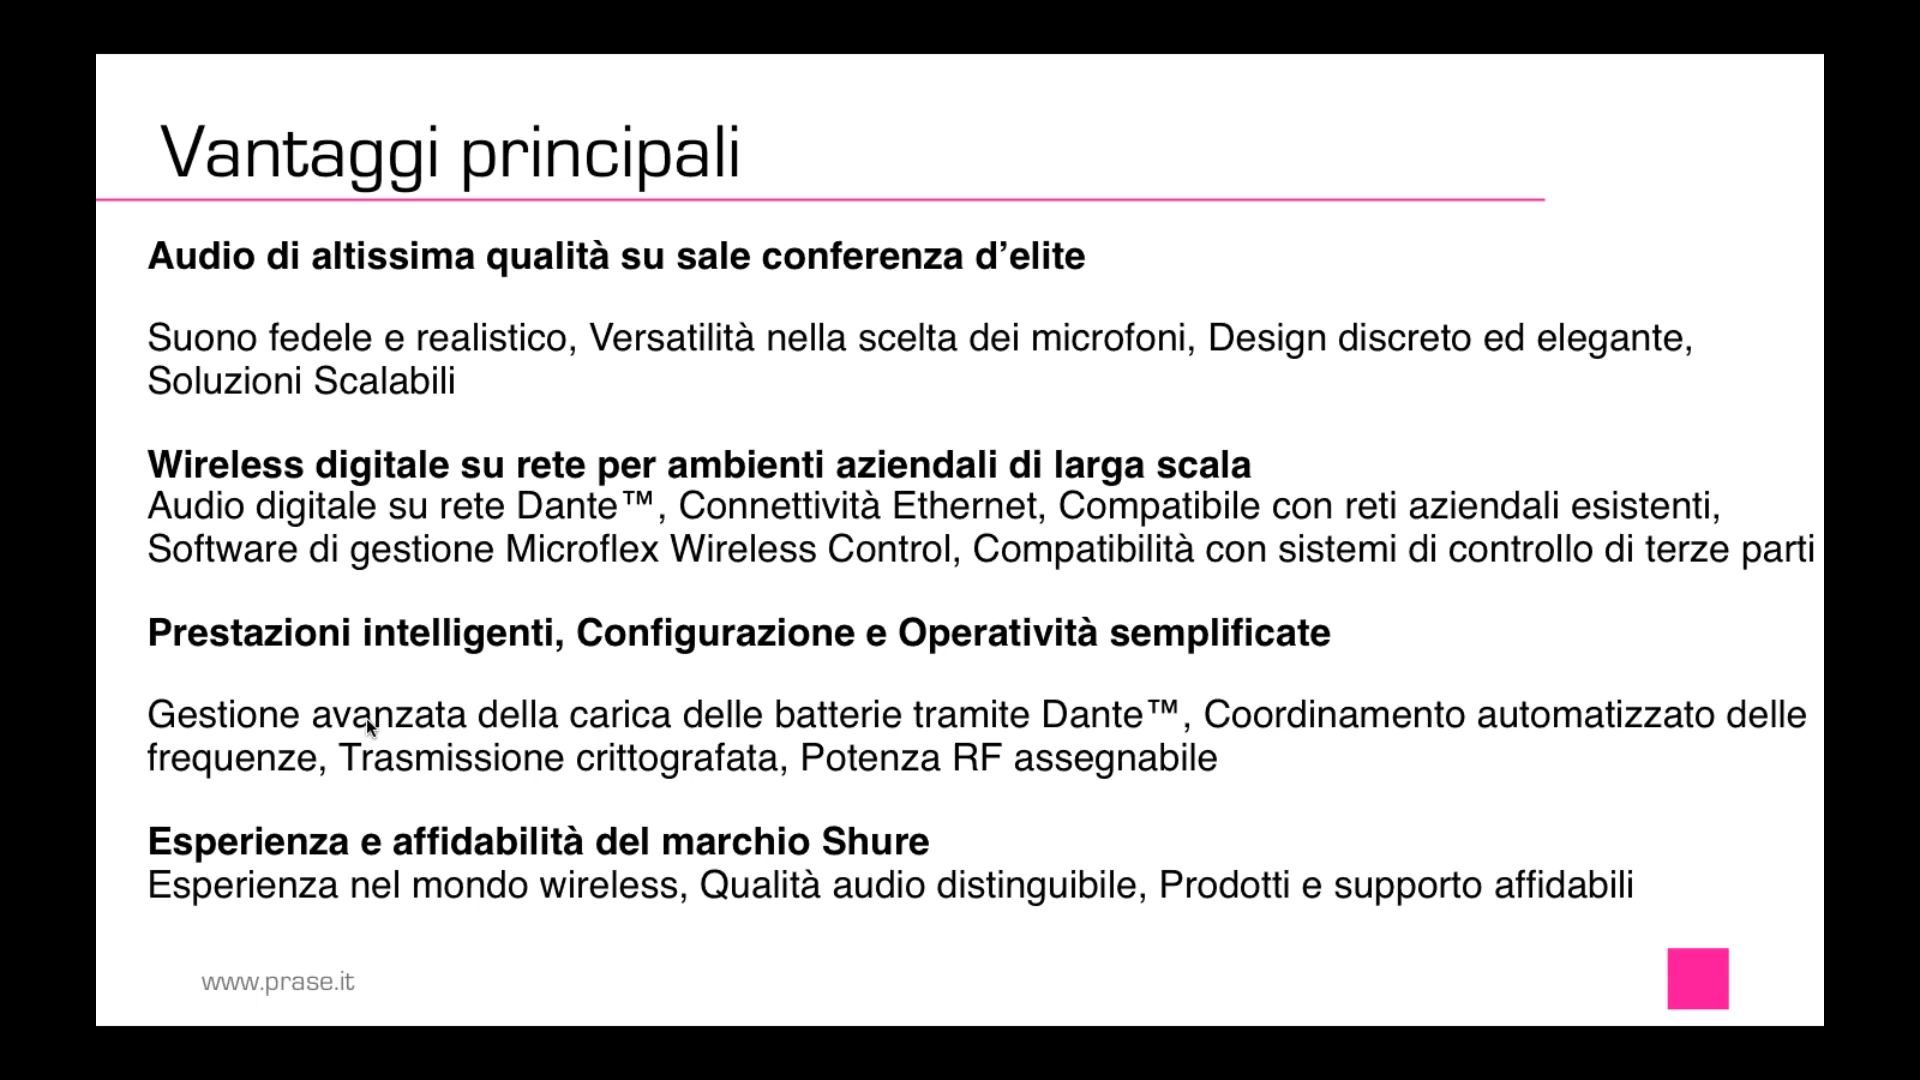 Vantaggi principali
Audio di altissima qualità su sale conferenza d’elite
Suono fedele e realistico, Versatilità nella scelta dei microfoni, Design discreto ed elegante,
Soluzioni Scalabili
Wireless digitale su rete per ambienti aziendali di larga scala
Audio digitale su rete Dante™, Connettività Ethernet, Compatibile con reti aziendali esistenti,
Software di gestione Microflex Wireless Control, Compatibilità con sistemi di controllo di terze parti
Prestazioni intelligenti, Configurazione e Operatività semplificate
Gestione avanzata della carica delle batterie tramite Dante™, Coordinamento automatizzato delle
frequenze, Trasmissione crittografata, Potenza RF assegnabile
Esperienza e affidabilità del marchio Shure
Esperienza nel mondo wireless, Qualità audio distinguibile, Prodotti e supporto affidabili
www.prase.it